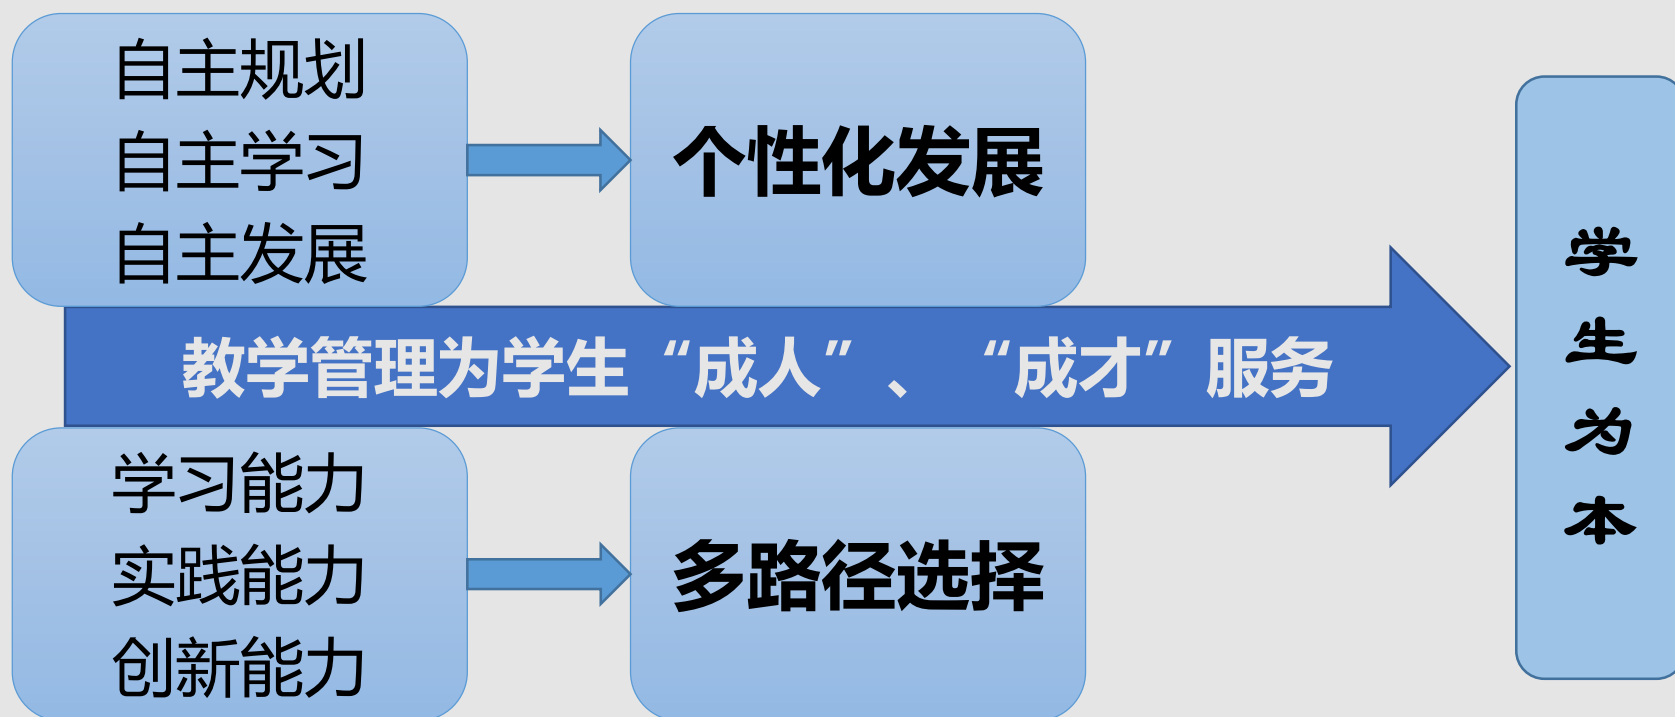 自主规划
自主学习
自主发展
个性化发展
教学管理为学生“成人”、“成才”服务
学习能力
实践能力
创新能力
多路径选择
学
生
为
本